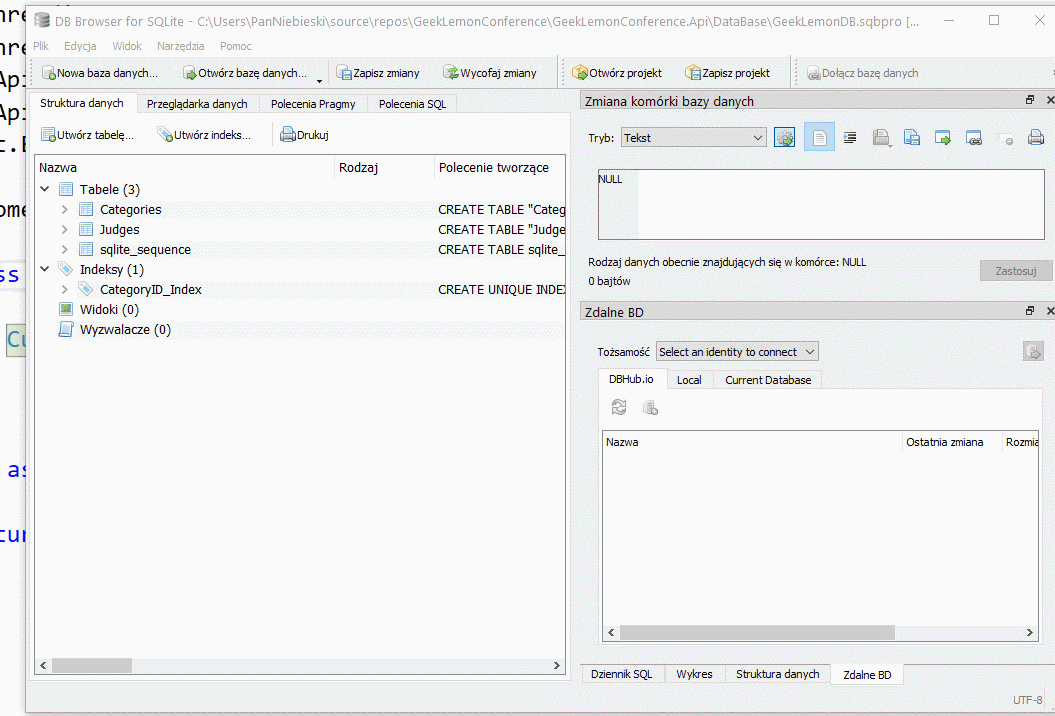 DB Browser for SQLite - C:\Users\PanNiebieski\source\repos\GeekLemonConference\GeekLemonConference.Api\DataBase\GeekLemonDB.sqbpro [...
Plik Edycja Widok Narzędzia Pomoc
Nowa baza danych... Otwórz bazę danych... Zapisz zmiany Wycofaj zmiany Otwórz projekt Zapisz projekt Dołącz bazę danych
Struktura danych Przeglądarka danych Polecenia Pragmy Polecenia SQL
Utwórz tabelę... Utwórz indeks... Drukuj
Nazwa Rodzaj Polecenie tworzące
Tabele (3)
Categories CREATE TABLE "Categ
Judges CREATE TABLE "Judge
sqlite_sequence CREATE TABLE sqlite_
Indeksy (1)
CategoryID_Index CREATE UNIQUE INDEX
Widoki (0)
Wyzwalacze (0)
Zmiana komórki bazy danych
Tryb: Tekst
NULL
Rodzaj danych obecnie znajdujących się w komórce: NULL
0 bajtów
Zastosuj
Zdalne BD
Tożsamość Select an identity to connect
DBHub.io Local Current Database
Nazwa Ostatnia zmiana Rozmia
Dziennik SQL Wykres Struktura danych Zdalne BD
UTF-8